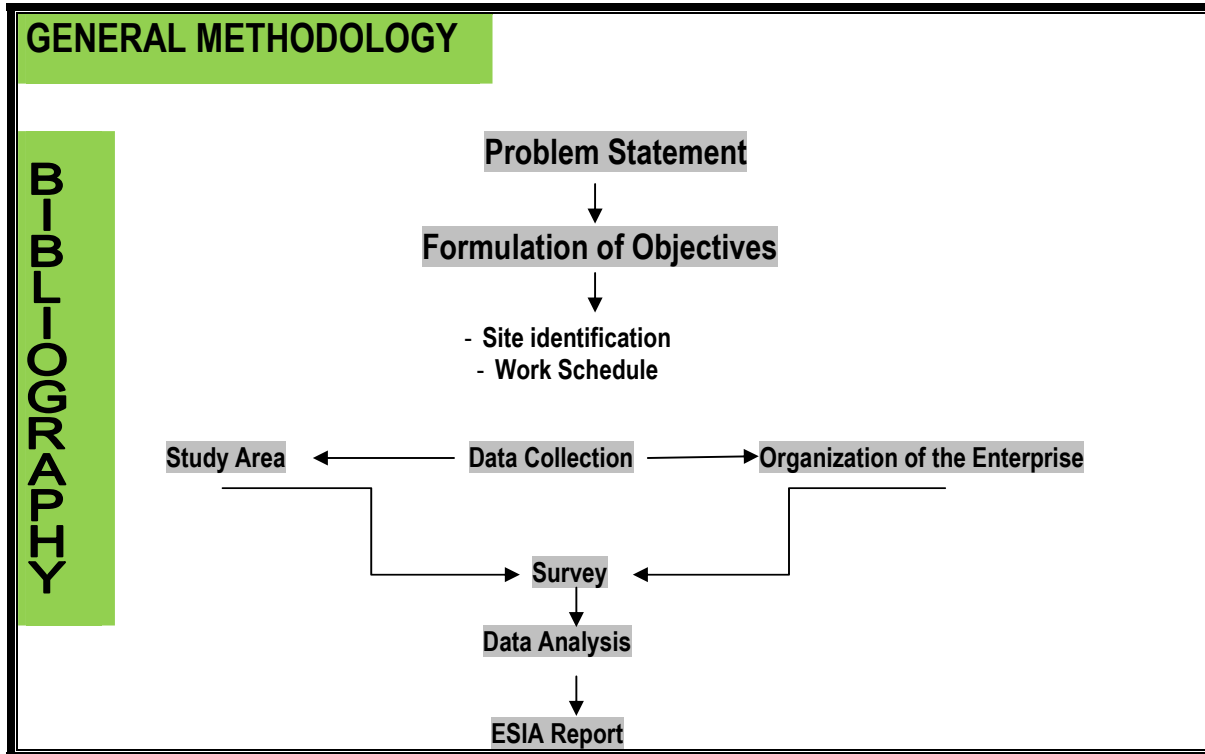 GENERAL METHODOLOGY
BIBLIOGRAPHY
Problem Statement
Formulation of Objectives
- Site identification
- Work Schedule
Study Area
Data Collection
Organization of the Enterprise
Survey
Data Analysis
ESIA Report